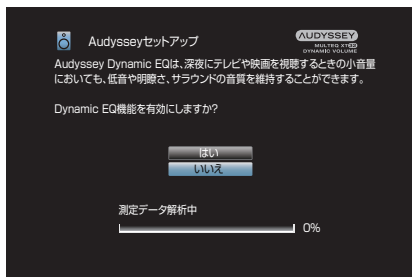 Audysseyセットアップ
AUDYSSEY
MULTEQ XT32
DYNAMIC VOLUME
Audyssey Dynamic EQは、深夜にテレビや映画を視聴するときの小音量
においても、低音や明瞭さ、サラウンドの音質を維持することができます。
Dynamic EQ機能を有効にしますか?
はい
いいえ
測定データ解析中
0%